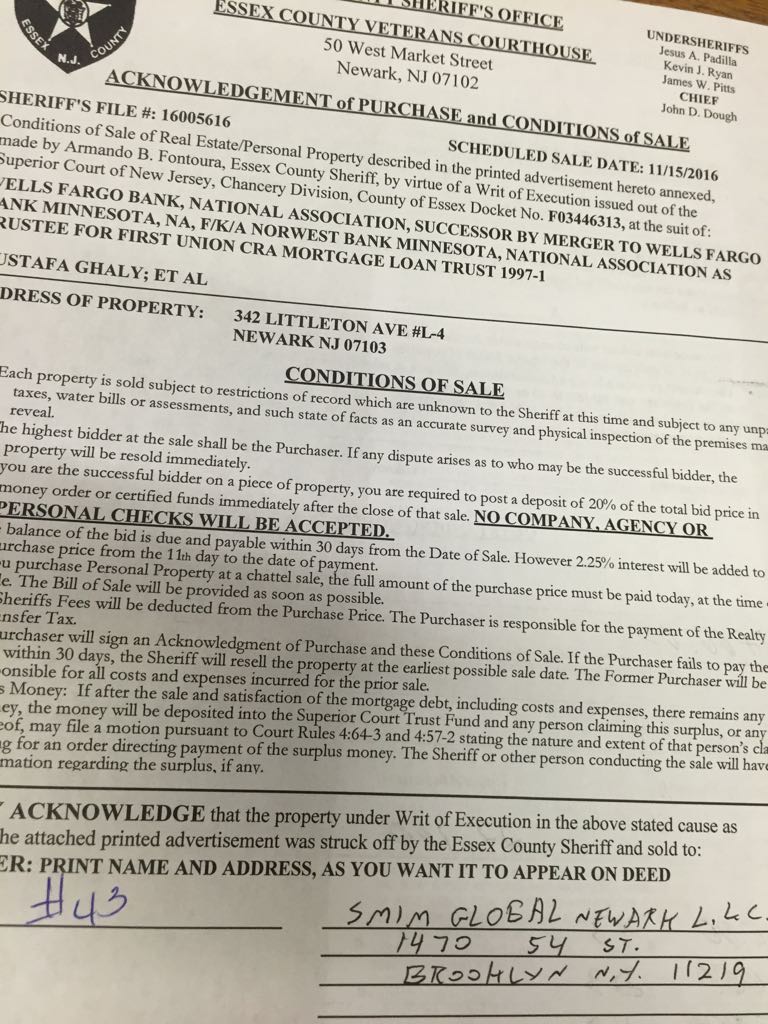 SHERIFF'S OFFICE
ESSEX COUNTY VETERANS COURTHOUSE
50 West Market Street
Newark, NJ 07102
ESSEX COUNTY
N.J.
UNDERSHERIFFS
Jesus A. Padilla
Kevin J. Ryan
James W. Pitts
CHIEF
John D. Dough
ACKNOWLEDGEMENT of PURCHASE and CONDITIONS of SALE
SHERIFF'S FILE #: 16005616
SCHEDULED SALE DATE: 11/15/2016
Conditions of Sale of Real Estate/Personal Property described in the printed advertisement hereto annexed,
made by Armando B. Fontoura, Essex County Sheriff, by virtue of a Writ of Execution issued out of the
Superior Court of New Jersey, Chancery Division, County of Essex Docket No. F03446313, at the suit of:
WELLS FARGO BANK, NATIONAL ASSOCIATION, SUCCESSOR BY MERGER TO WELLS FARGO
ANK MINNESOTA, NA, F/K/A NORWEST BANK MINNESOTA, NATIONAL ASSOCIATION AS
RUSTEE FOR FIRST UNION CRA MORTGAGE LOAN TRUST 1997-1
USTAFA GHALY; ET AL
DRESS OF PROPERTY: 342 LITTLETON AVE #L-4
NEWARK NJ 07103
CONDITIONS OF SALE
Each property is sold subject to restrictions of record which are unknown to the Sheriff at this time and subject to any unpa
taxes, water bills or assessments, and such state of facts as an accurate survey and physical inspection of the premises ma
reveal.
he highest bidder at the sale shall be the Purchaser. If any dispute arises as to who may be the successful bidder, the
property will be resold immediately.
you are the successful bidder on a piece of property, you are required to post a deposit of 20% of the total bid price in
money order or certified funds immediately after the close of that sale. NO COMPANY, AGENCY OR
PERSONAL CHECKS WILL BE ACCEPTED.
balance of the bid is due and payable within 30 days from the Date of Sale. However 2.25% interest will be added to
urchase price from the 11th day to the date of payment.
u purchase Personal Property at a chattel sale, the full amount of the purchase price must be paid today, at the time
e. The Bill of Sale will be provided as soon as possible.
Sheriffs Fees will be deducted from the Purchase Price. The Purchaser is responsible for the payment of the Realty
nsfer Tax.
urchaser will sign an Acknowledgment of Purchase and these Conditions of Sale. If the Purchaser fails to pay the
within 30 days, the Sheriff will resell the property at the earliest possible sale date. The Former Purchaser will be
onsible for all costs and expenses incurred for the prior sale.
s Money: If after the sale and satisfaction of the mortgage debt, including costs and expenses, there remains any
ey, the money will be deposited into the Superior Court Trust Fund and any person claiming this surplus, or any
eof, may file a motion pursuant to Court Rules 4:64-3 and 4:57-2 stating the nature and extent of that person's cla
ng for an order directing payment of the surplus money. The Sheriff or other person conducting the sale will have
mation regarding the surplus, if any.
Y ACKNOWLEDGE that the property under Writ of Execution in the above stated cause as
he attached printed advertisement was struck off by the Essex County Sheriff and sold to:
ER: PRINT NAME AND ADDRESS, AS YOU WANT IT TO APPEAR ON DEED
#43
SMIM GLOBAL NEWARK L.L.C.
1470 54 ST.
BROOKLYN N.Y. 11219